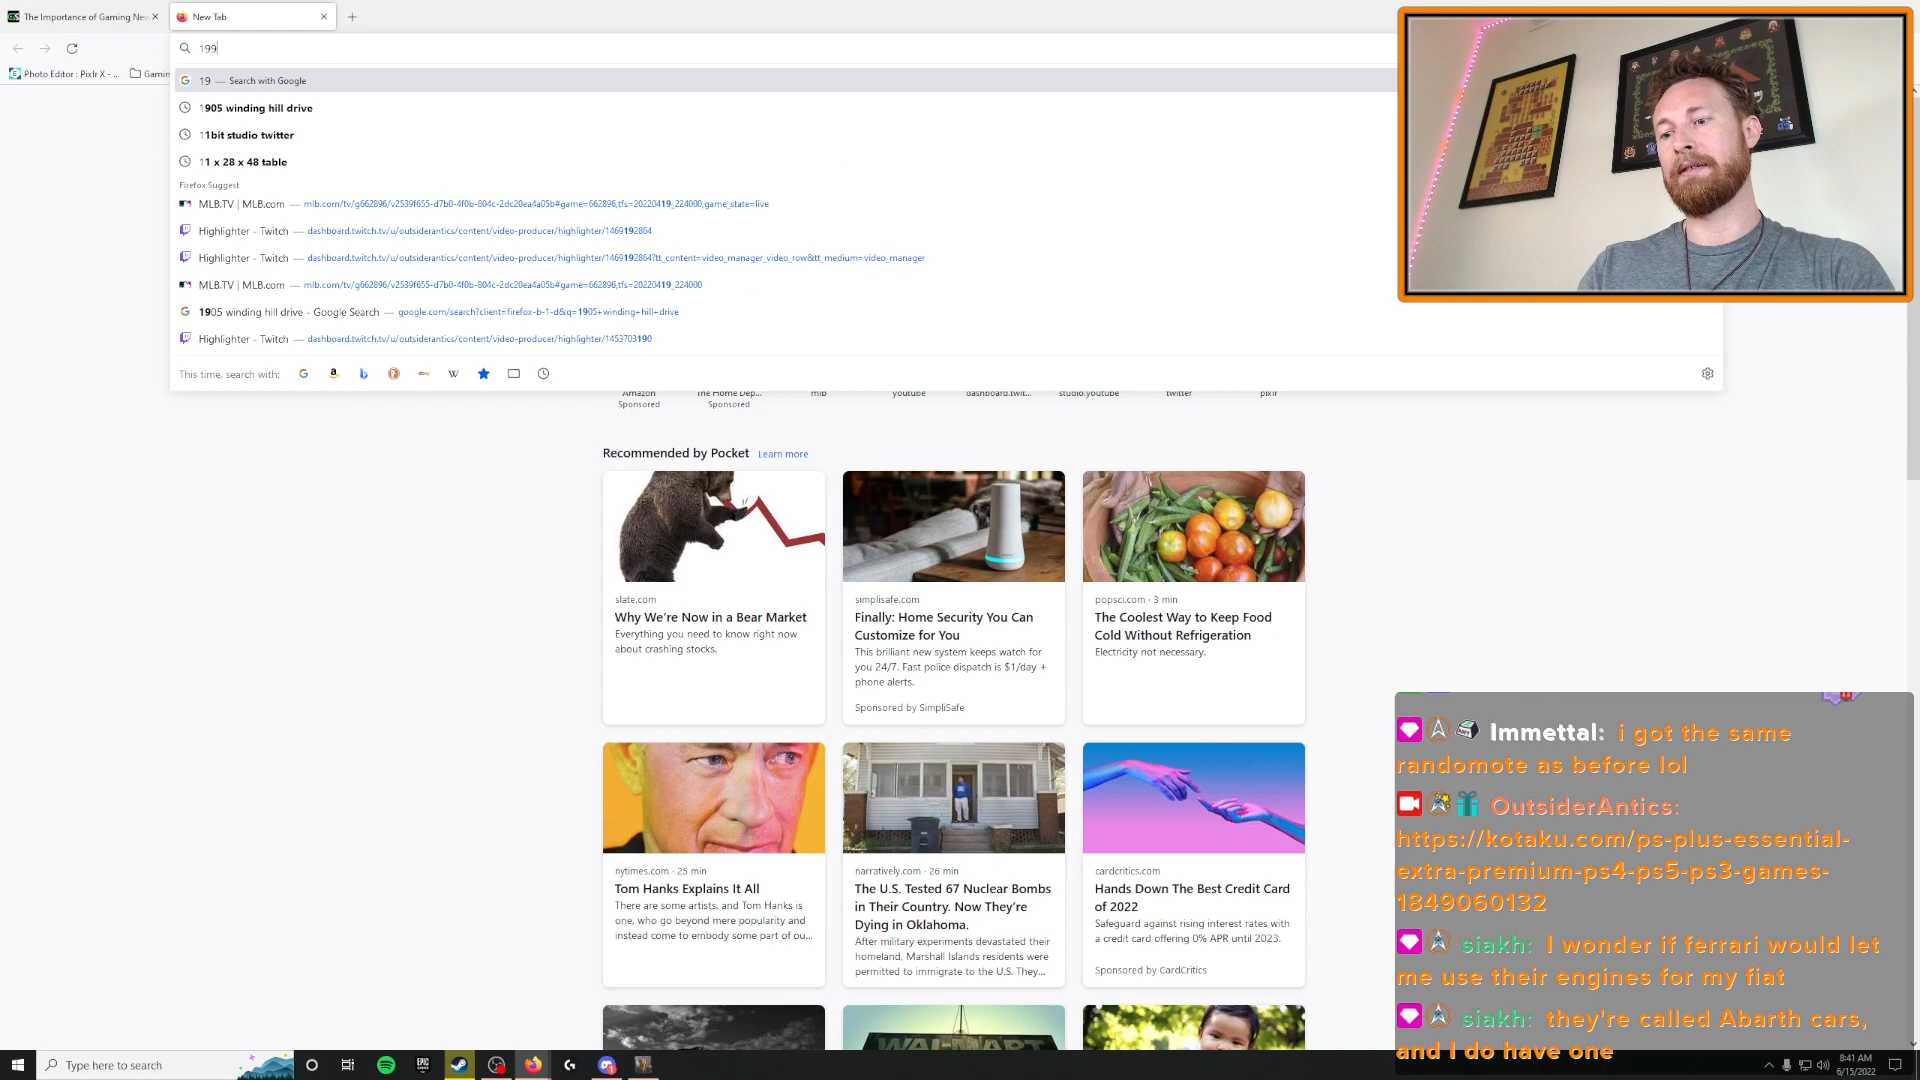 The Importance of Gaming New
New Tab
199
Photo Editor : Pixlr X - ...
Gamin
19 — Search with Google
1905 winding hill drive
11bit studio twitter
11 x 28 x 48 table
Firefox Suggest
MLB.TV | MLB.com — mlb.com/tv/g662896/v2539f655-d7b0-4f0b-804c-2dc20ea4a05b#game=662896,tfs=20220419_224000,game_state=live
Highlighter - Twitch — dashboard.twitch.tv/u/outsiderantics/content/video-producer/highlighter/1469192864
Highlighter - Twitch — dashboard.twitch.tv/u/outsiderantics/content/video-producer/highlighter/1469192864?tt_content=video_manager_video_row&tt_medium=video_manager
MLB.TV | MLB.com — mlb.com/tv/g662896/v2539f655-d7b0-4f0b-804c-2dc20ea4a05b#game=662896,tfs=20220419_224000
1905 winding hill drive - Google Search — google.com/search?client=firefox-b-1-d&q=1905+winding+hill+drive
Highlighter - Twitch — dashboard.twitch.tv/u/outsiderantics/content/video-producer/highlighter/1453703190
This time, search with:
Amazon
Sponsored
The Home Dep...
Sponsored
mlb
youtube
dashboard.twit...
studio.youtube
twitter
pixlr
Recommended by Pocket Learn more
slate.com
Why We're Now in a Bear Market
Everything you need to know right now
about crashing stocks.
simplisafe.com
Finally: Home Security You Can
Customize for You
This brilliant new system keeps watch for
you 24/7. Fast police dispatch is $1/day +
phone alerts.
Sponsored by SimpliSafe
popsci.com · 3 min
The Coolest Way to Keep Food
Cold Without Refrigeration
Electricity not necessary.
nytimes.com · 25 min
Tom Hanks Explains It All
There are some artists, and Tom Hanks is
one, who go beyond mere popularity and
instead come to embody some part of ou...
narratively.com · 26 min
The U.S. Tested 67 Nuclear Bombs
in Their Country. Now They're
Dying in Oklahoma.
After military experiments devastated their
homeland, Marshall Islands residents were
permitted to immigrate to the U.S. They...
cardcritics.com
Hands Down The Best Credit Card
of 2022
Safeguard against rising interest rates with
a credit card offering 0% APR until 2023.
Sponsored by CardCritics
WAL-MART
Immettal: i got the same
randomote as before lol
OutsiderAntics:
https://kotaku.com/ps-plus-essential-
extra-premium-ps4-ps5-ps3-games-
1849060132
siakh: I wonder if ferrari would let
me use their engines for my fiat
siakh: they're called Abarth cars,
and I do have one
Type here to search
8:41 AM
6/15/2022